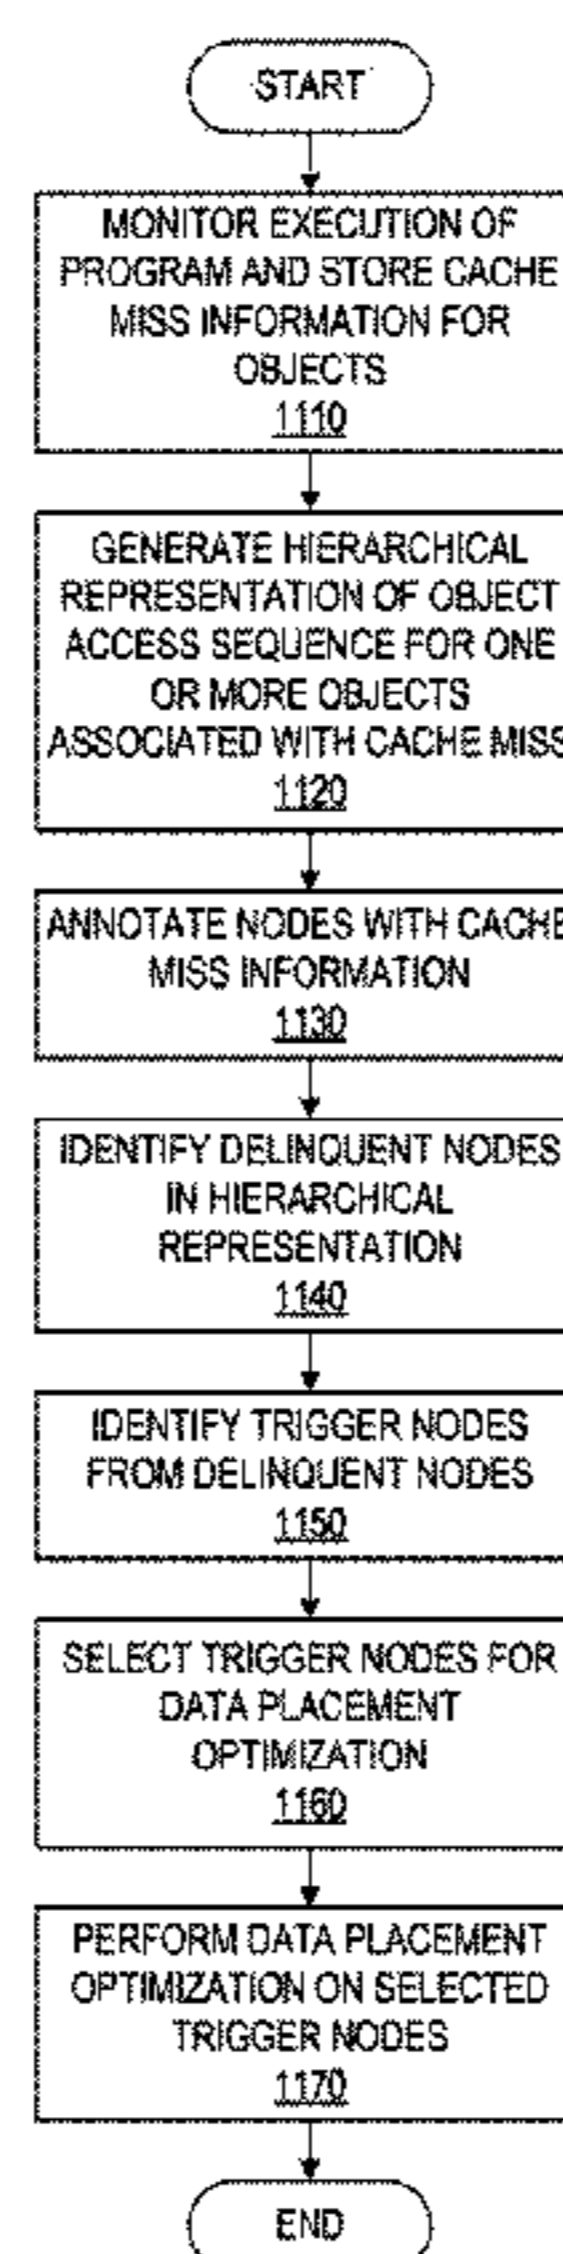 START
MONITOR EXECUTION OF
PROGRAM AND STORE CACHE
MISS INFORMATION FOR
OBJECTS
1110
GENERATE HIERARCHICAL
REPRESENTATION OF OBJECT
ACCESS SEQUENCE FOR ONE
OR MORE OBJECTS
ASSOCIATED WITH CACHE MISS
1120
ANNOTATE NODES WITH CACHE
MISS INFORMATION
1130
IDENTIFY DELINQUENT NODES
IN HIERARCHICAL
REPRESENTATION
1140
IDENTIFY TRIGGER NODES
FROM DELINQUENT NODES
1150
SELECT TRIGGER NODES FOR
DATA PLACEMENT
OPTIMIZATION
1160
PERFORM DATA PLACEMENT
OPTIMIZATION ON SELECTED
TRIGGER NODES
1170
END